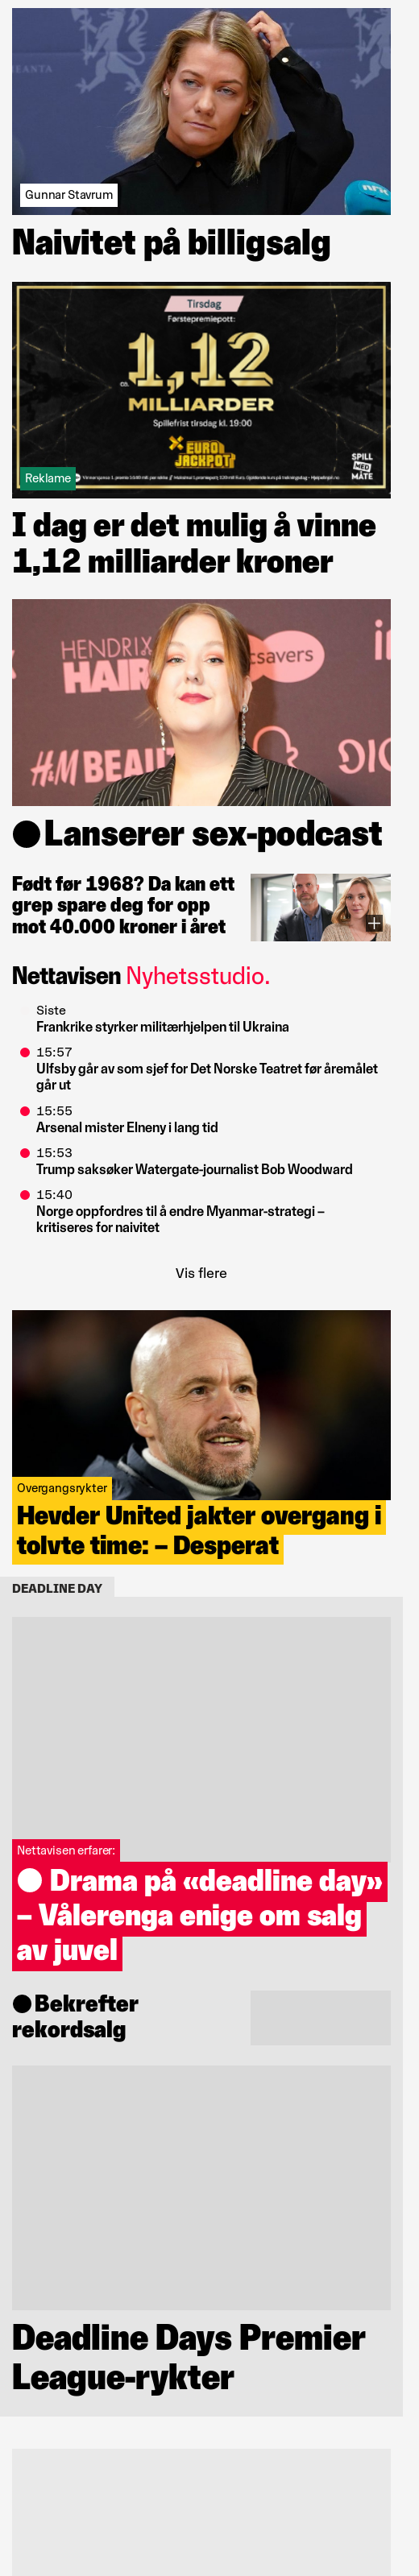 nrk
Gunnar Stavrum
Naivitet på billigsalg
Tirsdag
Førstepremiepott:
ca. 1,12
MILLIARDER
Spillefrist tirsdag kl. 19:00
EURO
JACKPOT
SPILL
MED
MÅTE
Reklame
I dag er det mulig å vinne
1,12 milliarder kroner
HENDRIX
HAIR
csavers
H&M BEAUT
Lanserer sex-podcast
Født før 1968? Da kan ett
grep spare deg for opp
mot 40.000 kroner i året
Nettavisen Nyhetsstudio.
Siste
Frankrike styrker militærhjelpen til Ukraina
15:57
Ulfsby går av som sjef for Det Norske Teatret før åremålet
går ut
15:55
Arsenal mister Elneny i lang tid
15:53
Trump saksøker Watergate-journalist Bob Woodward
15:40
Norge oppfordres til å endre Myanmar-strategi –
kritiseres for naivitet
Vis flere
Overgangsrykter
Hevder United jakter overgang i
tolvte time: – Desperat
DEADLINE DAY
Nettavisen erfarer:
Drama på «deadline day»
– Vålerenga enige om salg
av juvel
Bekrefter
rekordsalg
Deadline Days Premier
League-rykter